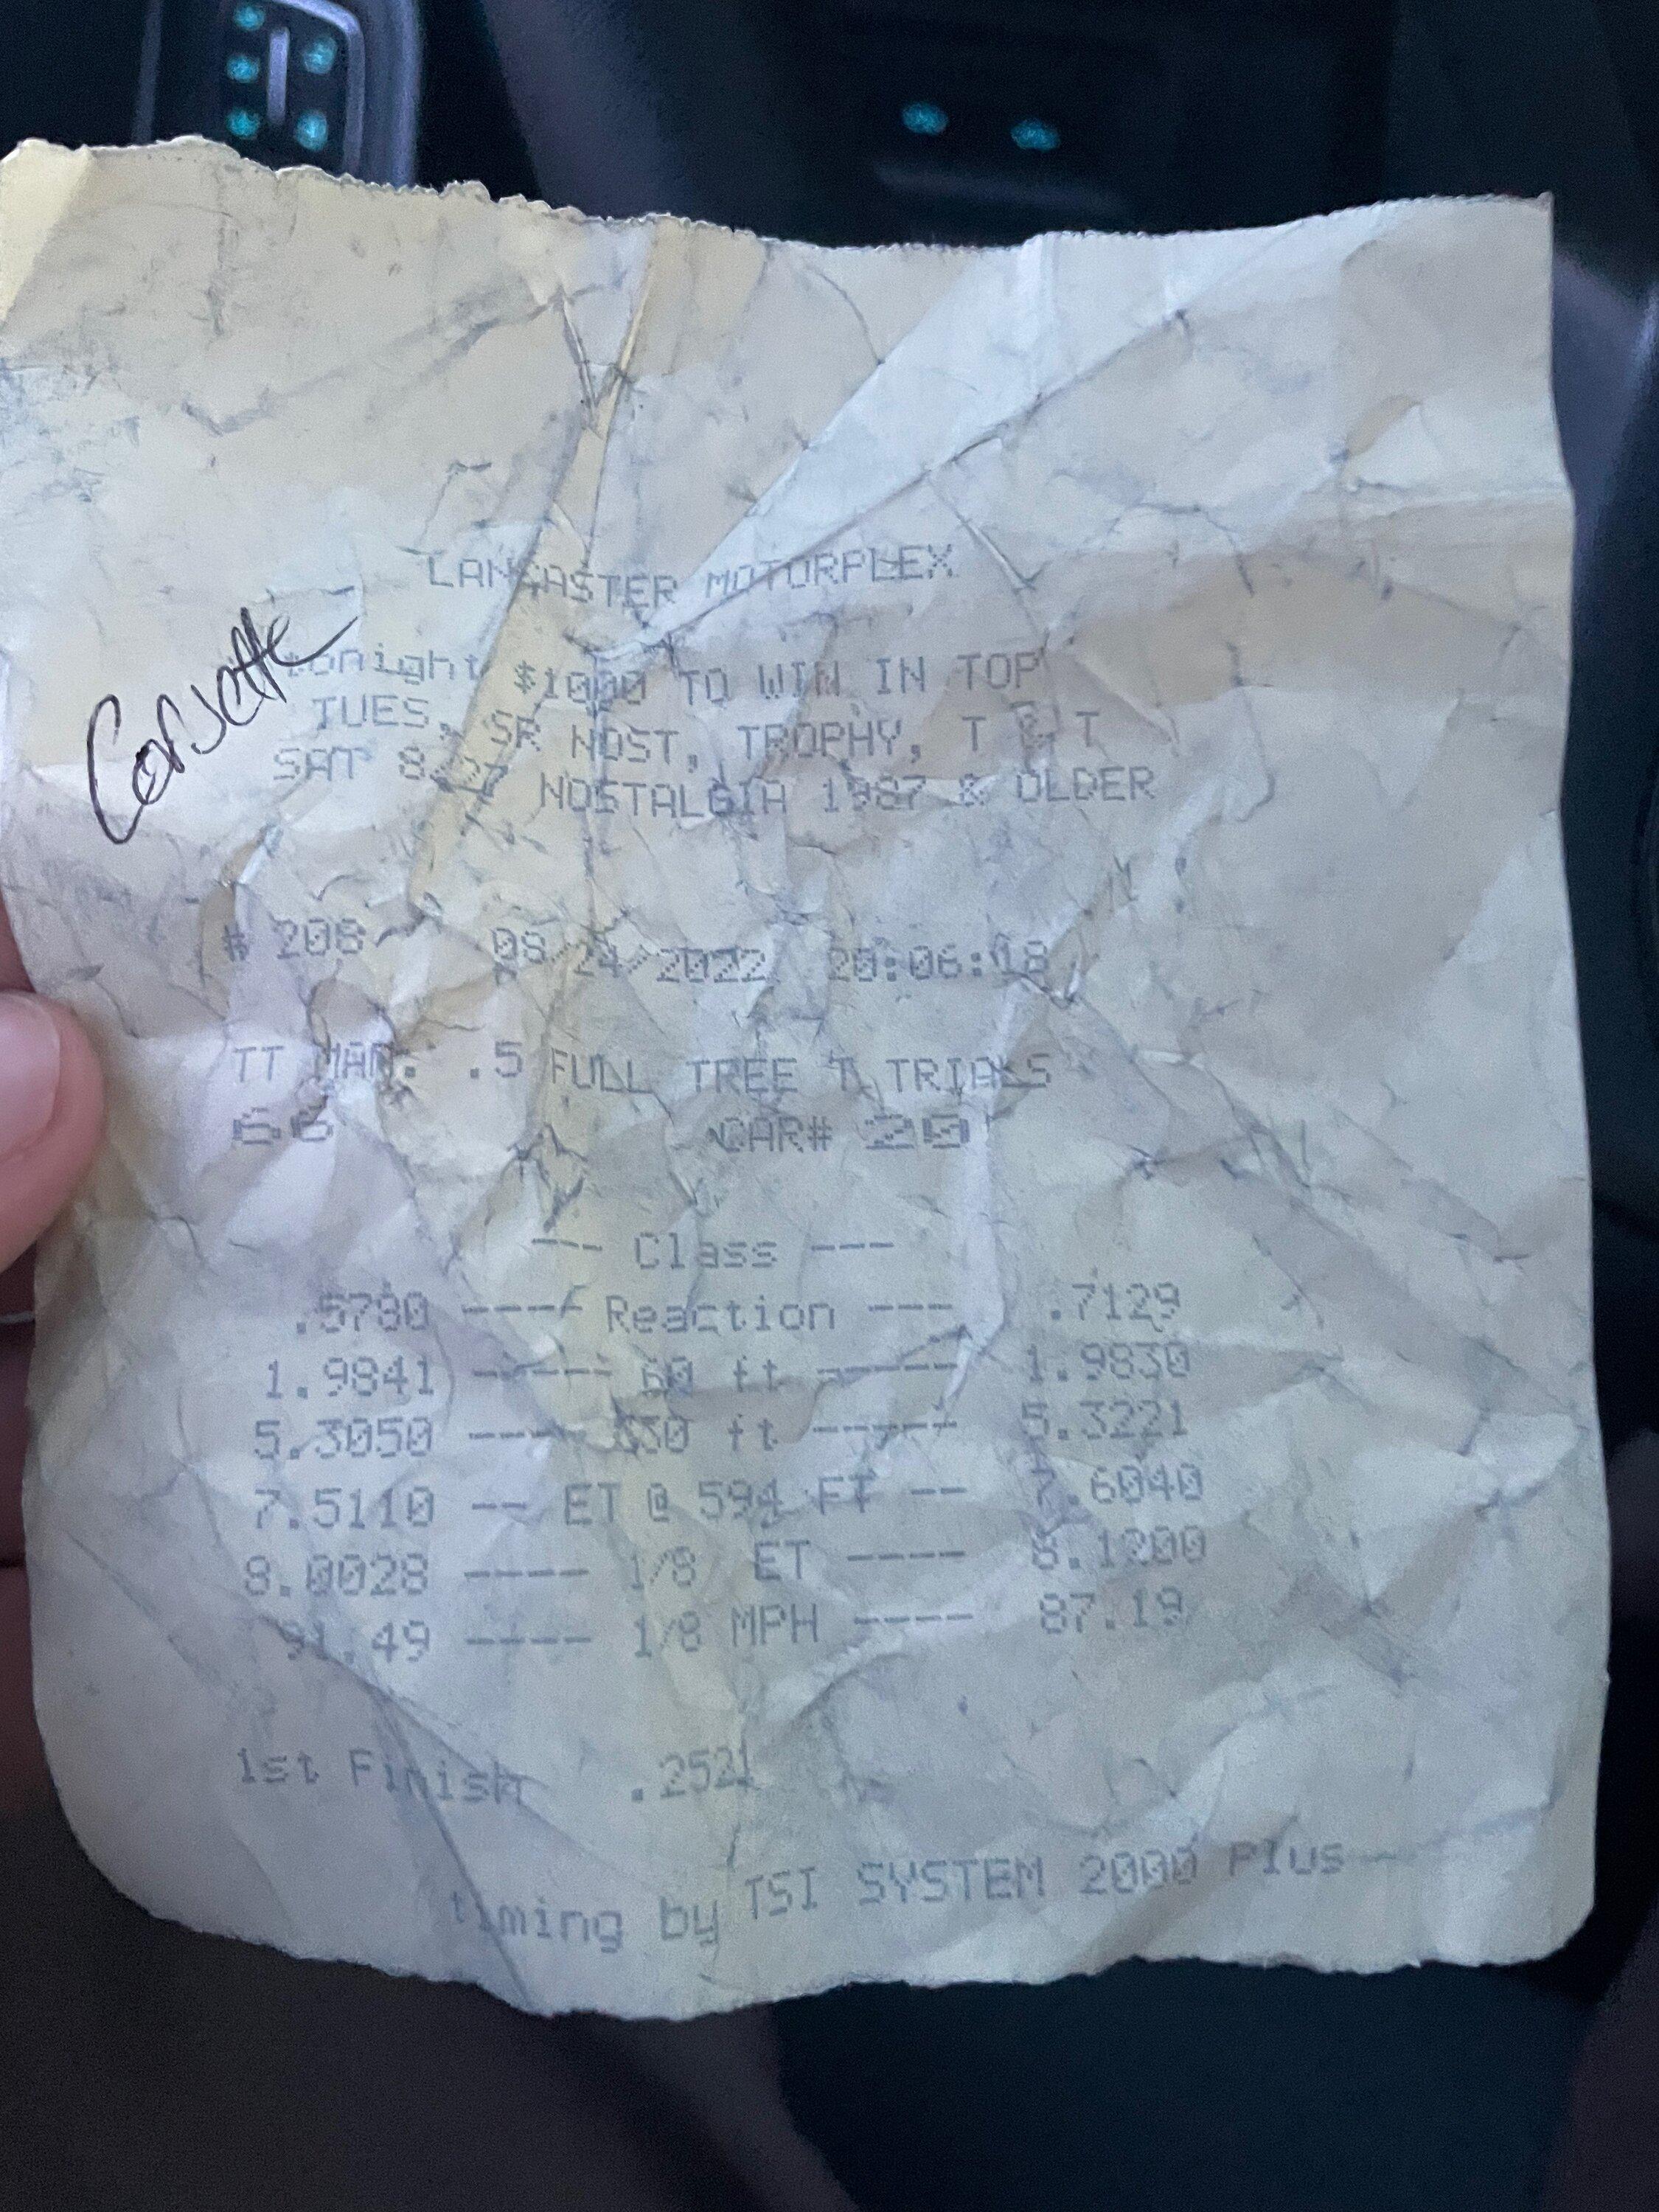 LANCASTER MOTORPLEX
Corvette
tonight $1000 TO WIN IN TOP
TUES, SR NOST, TROPHY, T & T
SAT 8/27 NOSTALGIA 1987 & OLDER
# 208 08/24/2022 20:06:18
TT MAN. .5 FULL TREE T TRIALS
66 CAR# 20
--- Class ---
.5780 ---- Reaction --- .7129
1.9841 ----- 60 ft ----- 1.9830
5.3050 ---- 330 ft ----- 5.3221
7.5110 -- ET @ 594 FT -- 7.6040
8.0028 ---- 1/8 ET ---- 8.1200
91.49 ---- 1/8 MPH ---- 87.19
1st Finish .2521
timing by TSI SYSTEM 2000 Plus